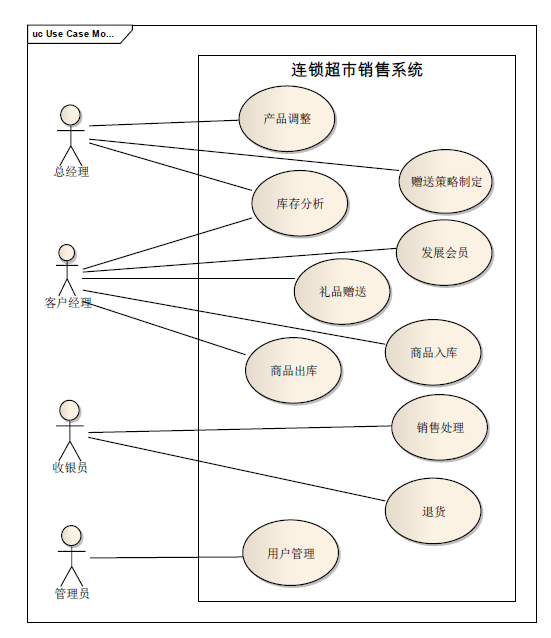 uc Use Case Mo...
连锁超市销售系统
产品调整
总经理
赠送策略制定
库存分析
发展会员
客户经理
礼品赠送
商品入库
商品出库
销售处理
收银员
退货
用户管理
管理员